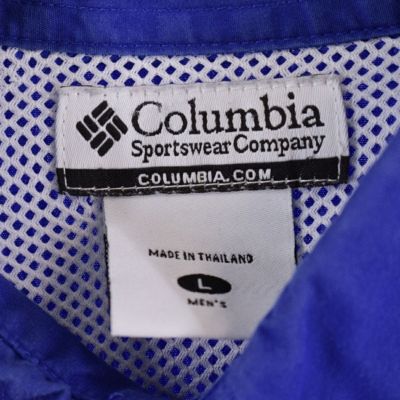 Columbia
Sportswear Company
COLUMBIA.COM
MADE IN THAILAND
L
MEN'S